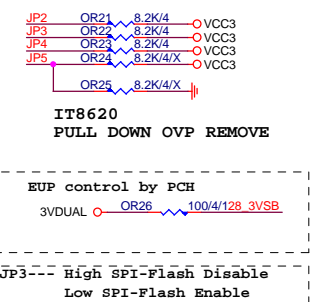 JP2 OR21 8.2K/4 VCC3
JP3 OR22 8.2K/4 VCC3
JP4 OR23 8.2K/4 VCC3
JP5 OR24 8.2K/4/X VCC3
OR25 8.2K/4/X
IT8620
PULL DOWN OVP REMOVE
EUP control by PCH
3VDUAL OR26 100/4/128_3VSB
JP3--- High SPI-Flash Disable
Low SPI-Flash Enable